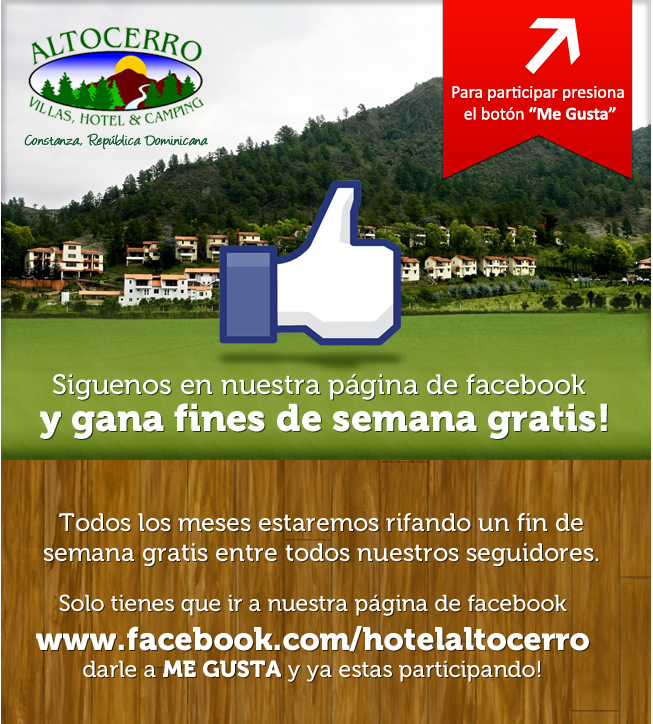 ALTOCERRO
VILLAS, HOTEL & CAMPING
Constanza, República Dominicana
Para participar presiona
el botón “Me Gusta”
Siguenos en nuestra página de facebook
y gana fines de semana gratis!
Todos los meses estaremos rifando un fin de
semana gratis entre todos nuestros seguidores.
Solo tienes que ir a nuestra página de facebook
www.facebook.com/hotelaltocerro
darle a ME GUSTA y ya estas participando!